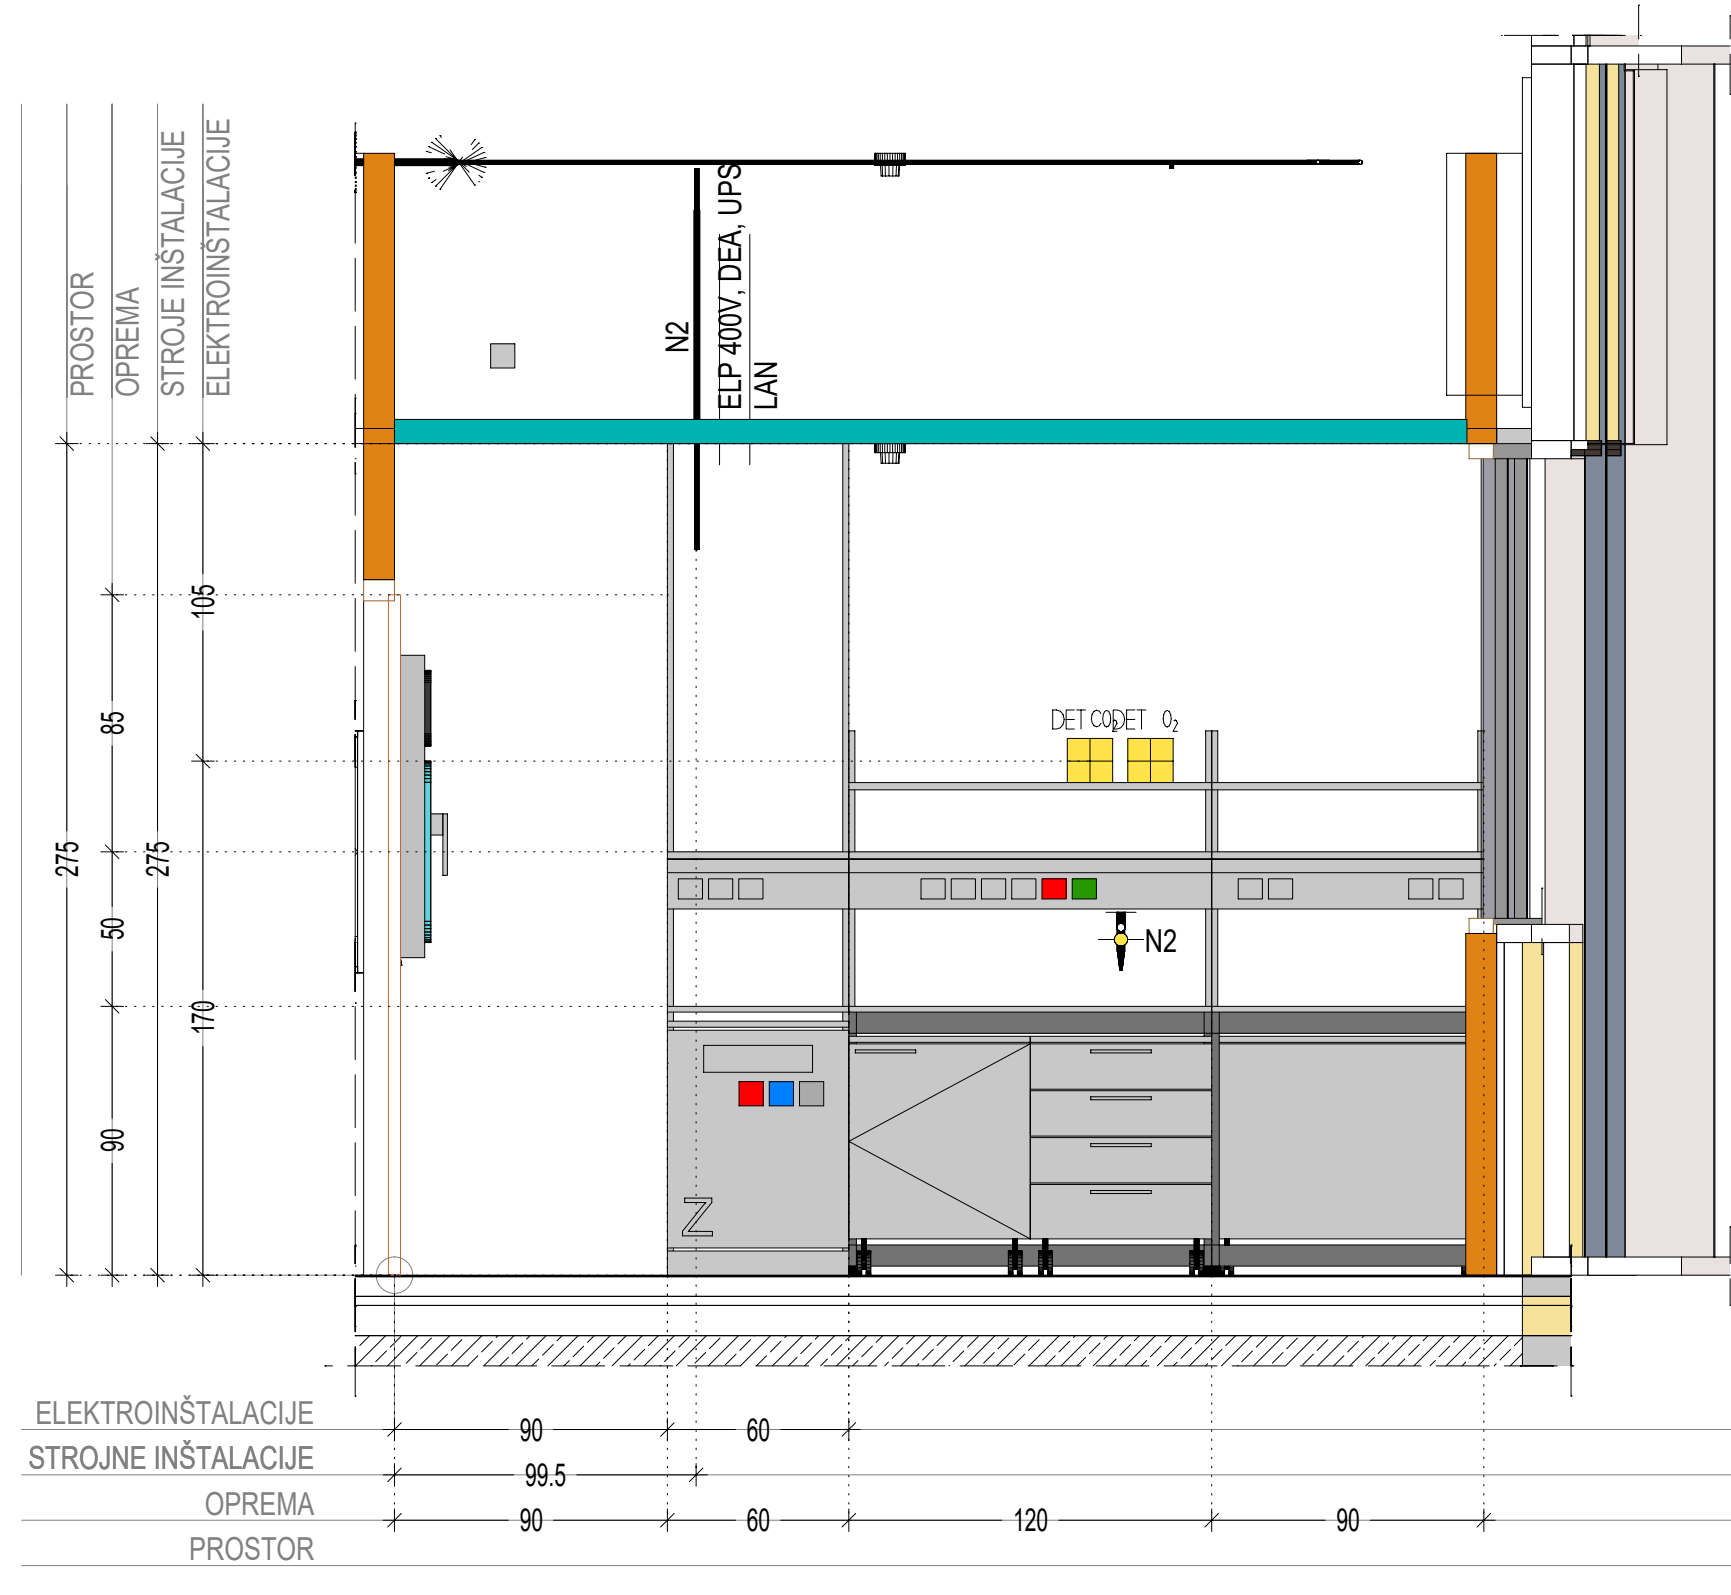 PROSTOR
OPREMA
STROJE INŠTALACIJE
ELEKTROINŠTALACIJE
N2
ELP 400V, DEA, UPS
LAN
105
85
275
275
50
170
90
DET CO2
DET O2
N2
Z
ELEKTROINŠTALACIJE
90
60
STROJNE INŠTALACIJE
99.5
OPREMA
90
60
120
90
PROSTOR